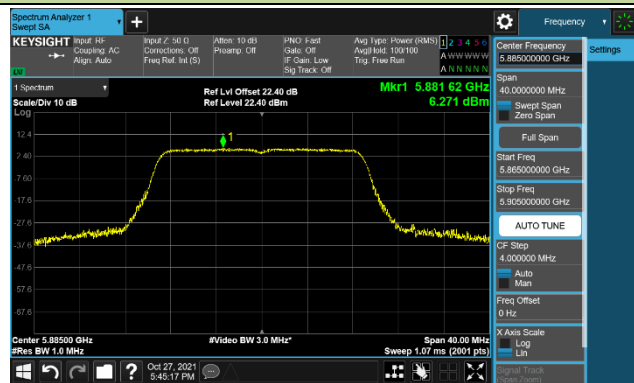 Spectrum Analyzer 1
Swept SA
Frequency
KEYSIGHT
Input: RF
Coupling: AC
Align: Auto
Input Z: 50 Ω
Corrections: Off
Freq Ref: Int (S)
Atten: 10 dB
Preamp: Off
PNO: Fast
Gate: Off
IF Gain: Low
Sig Track: Off
Avg Type: Power (RMS)
Avg|Hold: 100/100
Trig: Free Run
1 2 3 4 5 6
A W W W W W
A N N N N N
1 Spectrum
Scale/Div 10 dB
Log
Ref Lvl Offset 22.40 dB
Ref Level 22.40 dBm
Mkr1 5.881 62 GHz
6.271 dBm
1
12.4
2.40
-7.60
-17.6
-27.6
-37.6
-47.6
-57.6
-67.6
Center 5.88500 GHz
#Res BW 1.0 MHz
#Video BW 3.0 MHz*
Span 40.00 MHz
Sweep 1.07 ms (2001 pts)
Oct 27, 2021
5:45:17 PM
Center Frequency
5.885000000 GHz
Settings
Span
40.0000000 MHz
Swept Span
Zero Span
Full Span
Start Freq
5.865000000 GHz
Stop Freq
5.905000000 GHz
AUTO TUNE
CF Step
4.000000 MHz
Auto
Man
Freq Offset
0 Hz
X Axis Scale
Log
Lin
Signal Track
(Span Zoom)